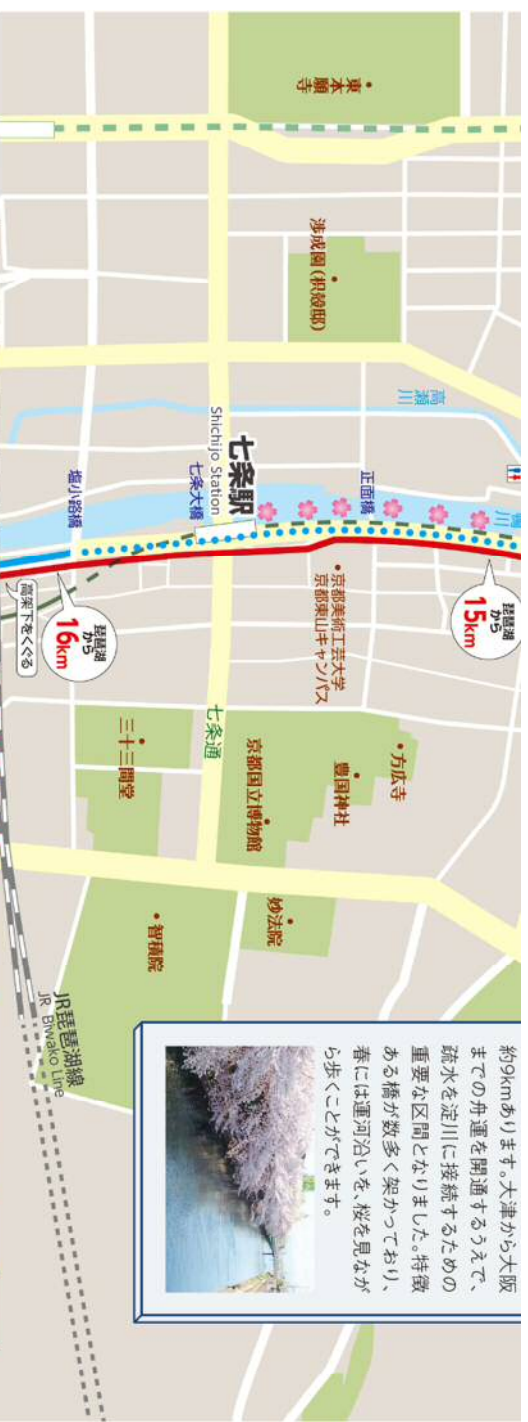 東本
願寺
渉成園(枳殻邸)
高瀬
川
鴨
川
正面橋
七条駅
Shichijo Station
七条大橋
塩小路橋
琵琶湖
から
15km
琵琶湖
から
16km
高架下をくぐる
京都美術工芸大学
京都東山キャンパス
方広寺
豊国神社
京都国立博物館
七条通
三十三間堂
妙法院
智積院
JR琵琶湖線
JR Biwako Line
約9kmあります。大津から大阪
までの舟運を開通するうえで、
疏水を淀川に接続するための
重要な区間となりました。特徴
ある橋が数多く架かっており、
春には運河沿いを、桜を見なが
ら歩くことができます。